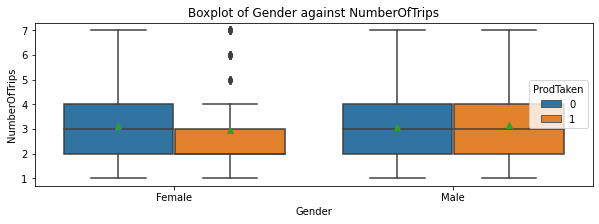 Boxplot of Gender against NumberOfTrips
NumberOfTrips
7
6
5
4
3
2
1
ProdTaken
0
1
Female
Male
Gender